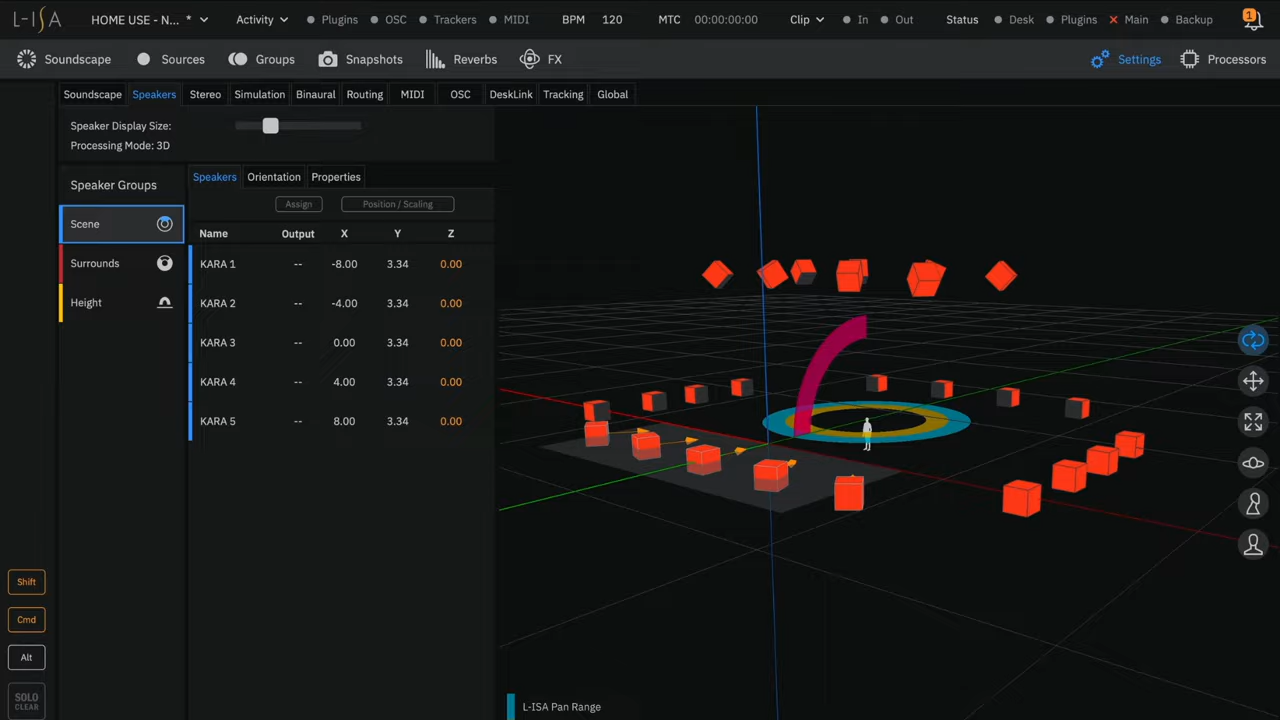 L-ISA HOME USE - N... * Activity Plugins OSC Trackers MIDI BPM 120 MTC 00:00:00:00 Clip In Out Status Desk Plugins Main Backup 1
Soundscape Sources Groups Snapshots Reverbs FX Settings Processors
Soundscape Speakers Stereo Simulation Binaural Routing MIDI OSC DeskLink Tracking Global
Speaker Display Size:
Processing Mode: 3D
Speaker Groups
Scene
Surrounds
Height
Speakers Orientation Properties
Assign Position / Scaling
Name Output X Y Z
KARA 1 -- -8.00 3.34 0.00
KARA 2 -- -4.00 3.34 0.00
KARA 3 -- 0.00 3.34 0.00
KARA 4 -- 4.00 3.34 0.00
KARA 5 -- 8.00 3.34 0.00
Shift
Cmd
Alt
SOLO
CLEAR
L-ISA Pan Range